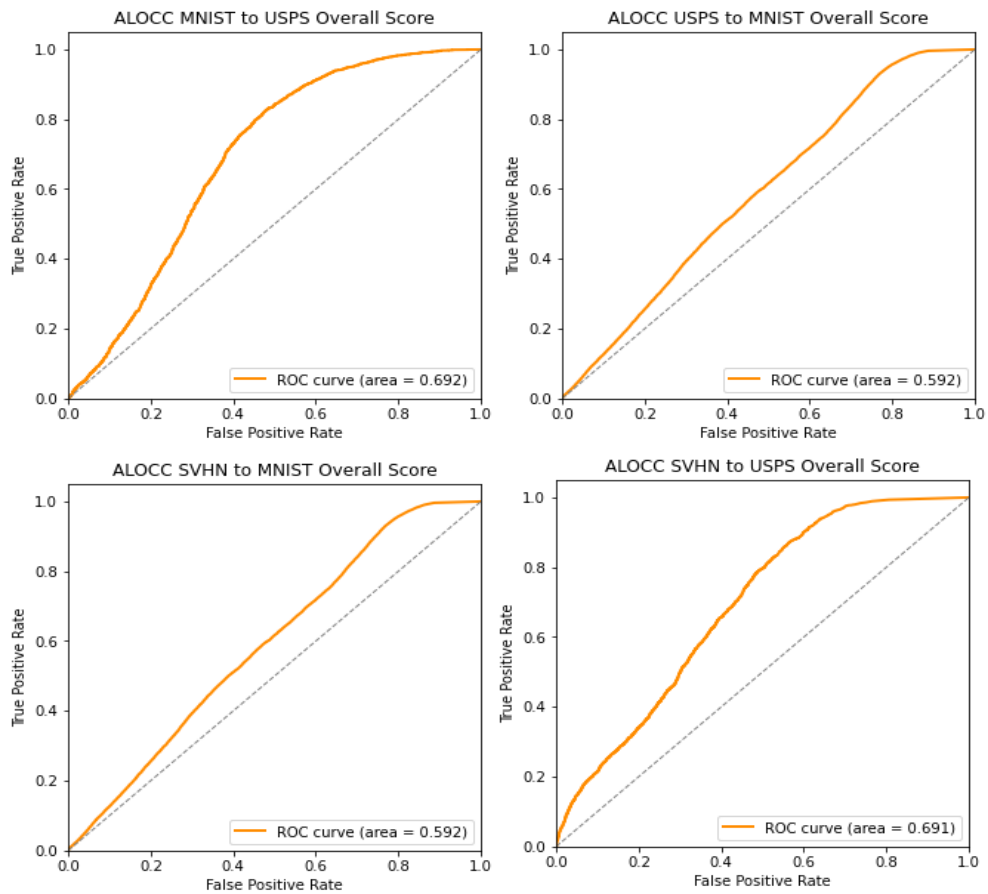 ALOCC MNIST to USPS Overall Score
1.0
0.8
0.6
0.4
0.2
0.0
True Positive Rate
ROC curve (area = 0.692)
0.0 0.2 0.4 0.6 0.8 1.0
False Positive Rate
ALOCC USPS to MNIST Overall Score
1.0
0.8
0.6
0.4
0.2
0.0
True Positive Rate
ROC curve (area = 0.592)
0.0 0.2 0.4 0.6 0.8 1.0
False Positive Rate
ALOCC SVHN to MNIST Overall Score
1.0
0.8
0.6
0.4
0.2
0.0
True Positive Rate
ROC curve (area = 0.592)
0.0 0.2 0.4 0.6 0.8 1.0
False Positive Rate
ALOCC SVHN to USPS Overall Score
1.0
0.8
0.6
0.4
0.2
0.0
True Positive Rate
ROC curve (area = 0.691)
0.0 0.2 0.4 0.6 0.8 1.0
False Positive Rate